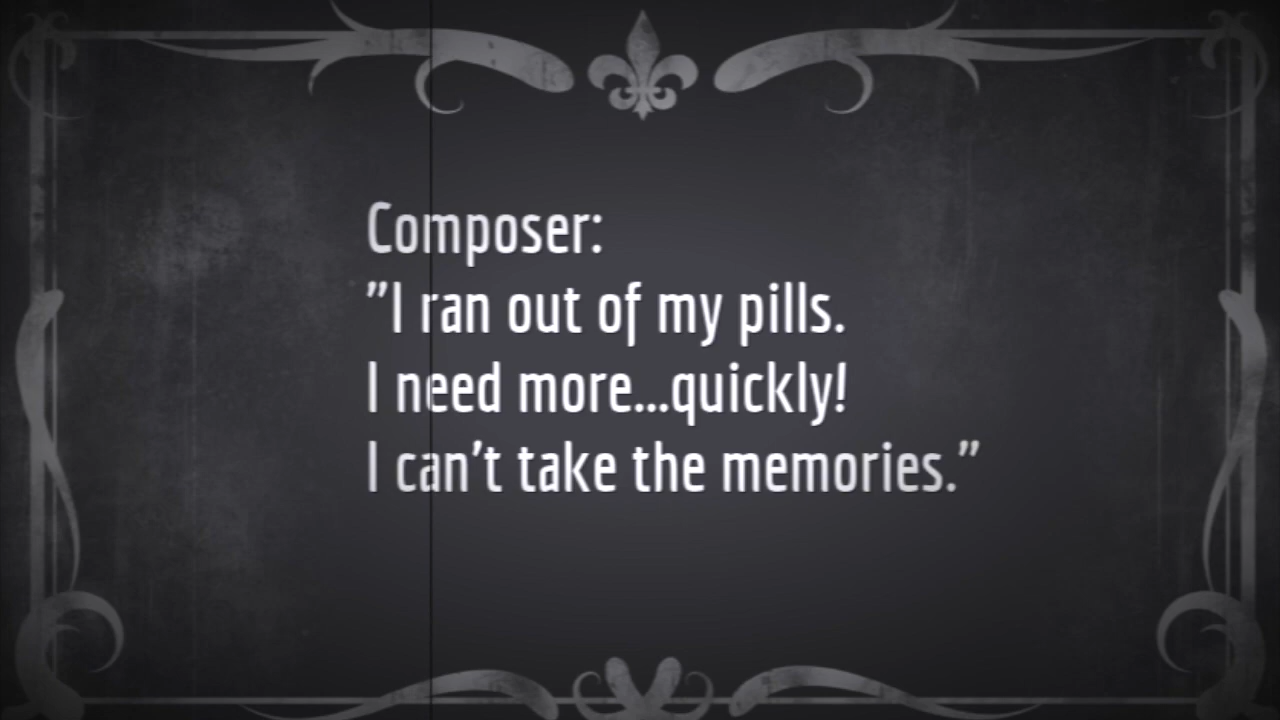 Composer:
”I ran out of my pills.
I need more...quickly!
I can’t take the memories.”